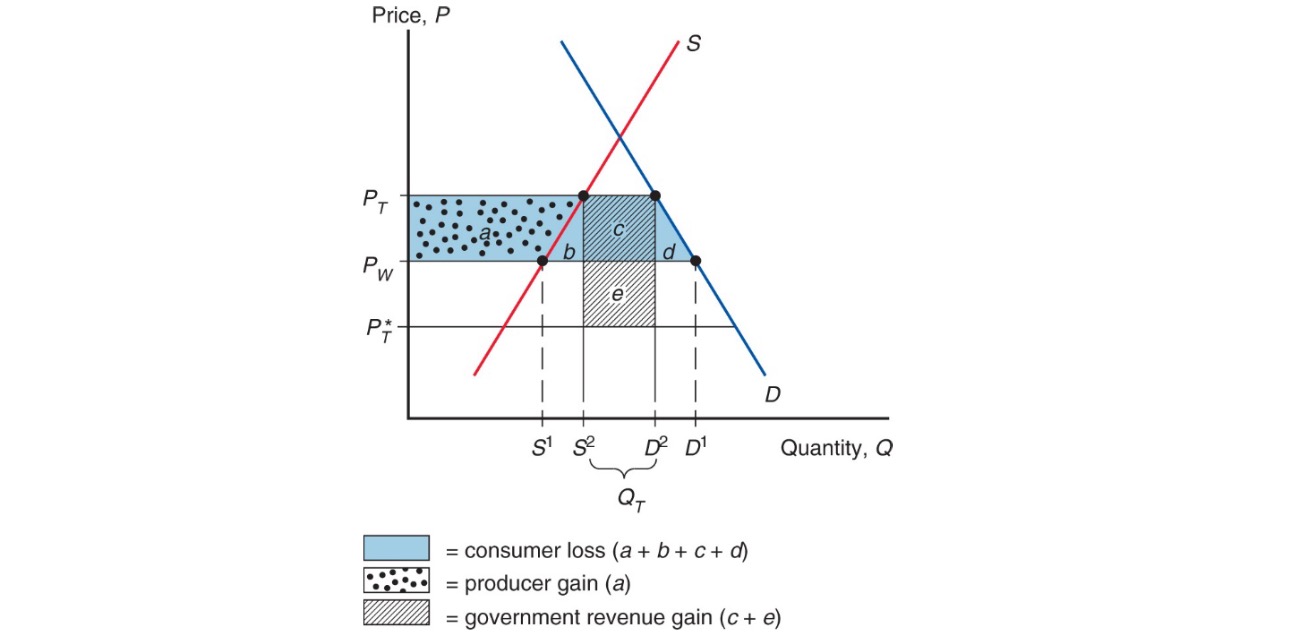 Price, P
S
P_T
a
c
b
d
P_W
e
P*_T
D
S¹ S² D² D¹ Quantity, Q
Q_T
= consumer loss (a + b + c + d)
= producer gain (a)
= government revenue gain (c + e)